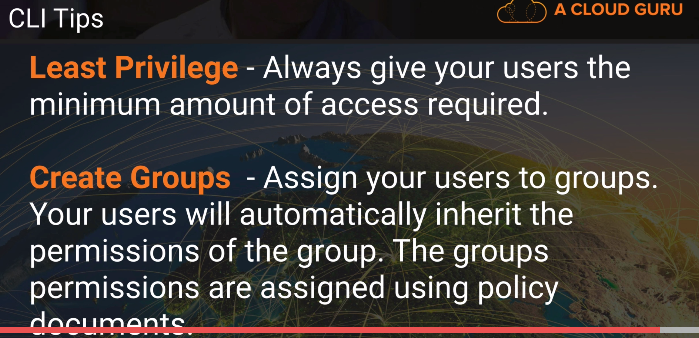 CLI Tips
A CLOUD GURU
Least Privilege - Always give your users the
minimum amount of access required.
Create Groups - Assign your users to groups.
Your users will automatically inherit the
permissions of the group. The groups
permissions are assigned using policy
documents.